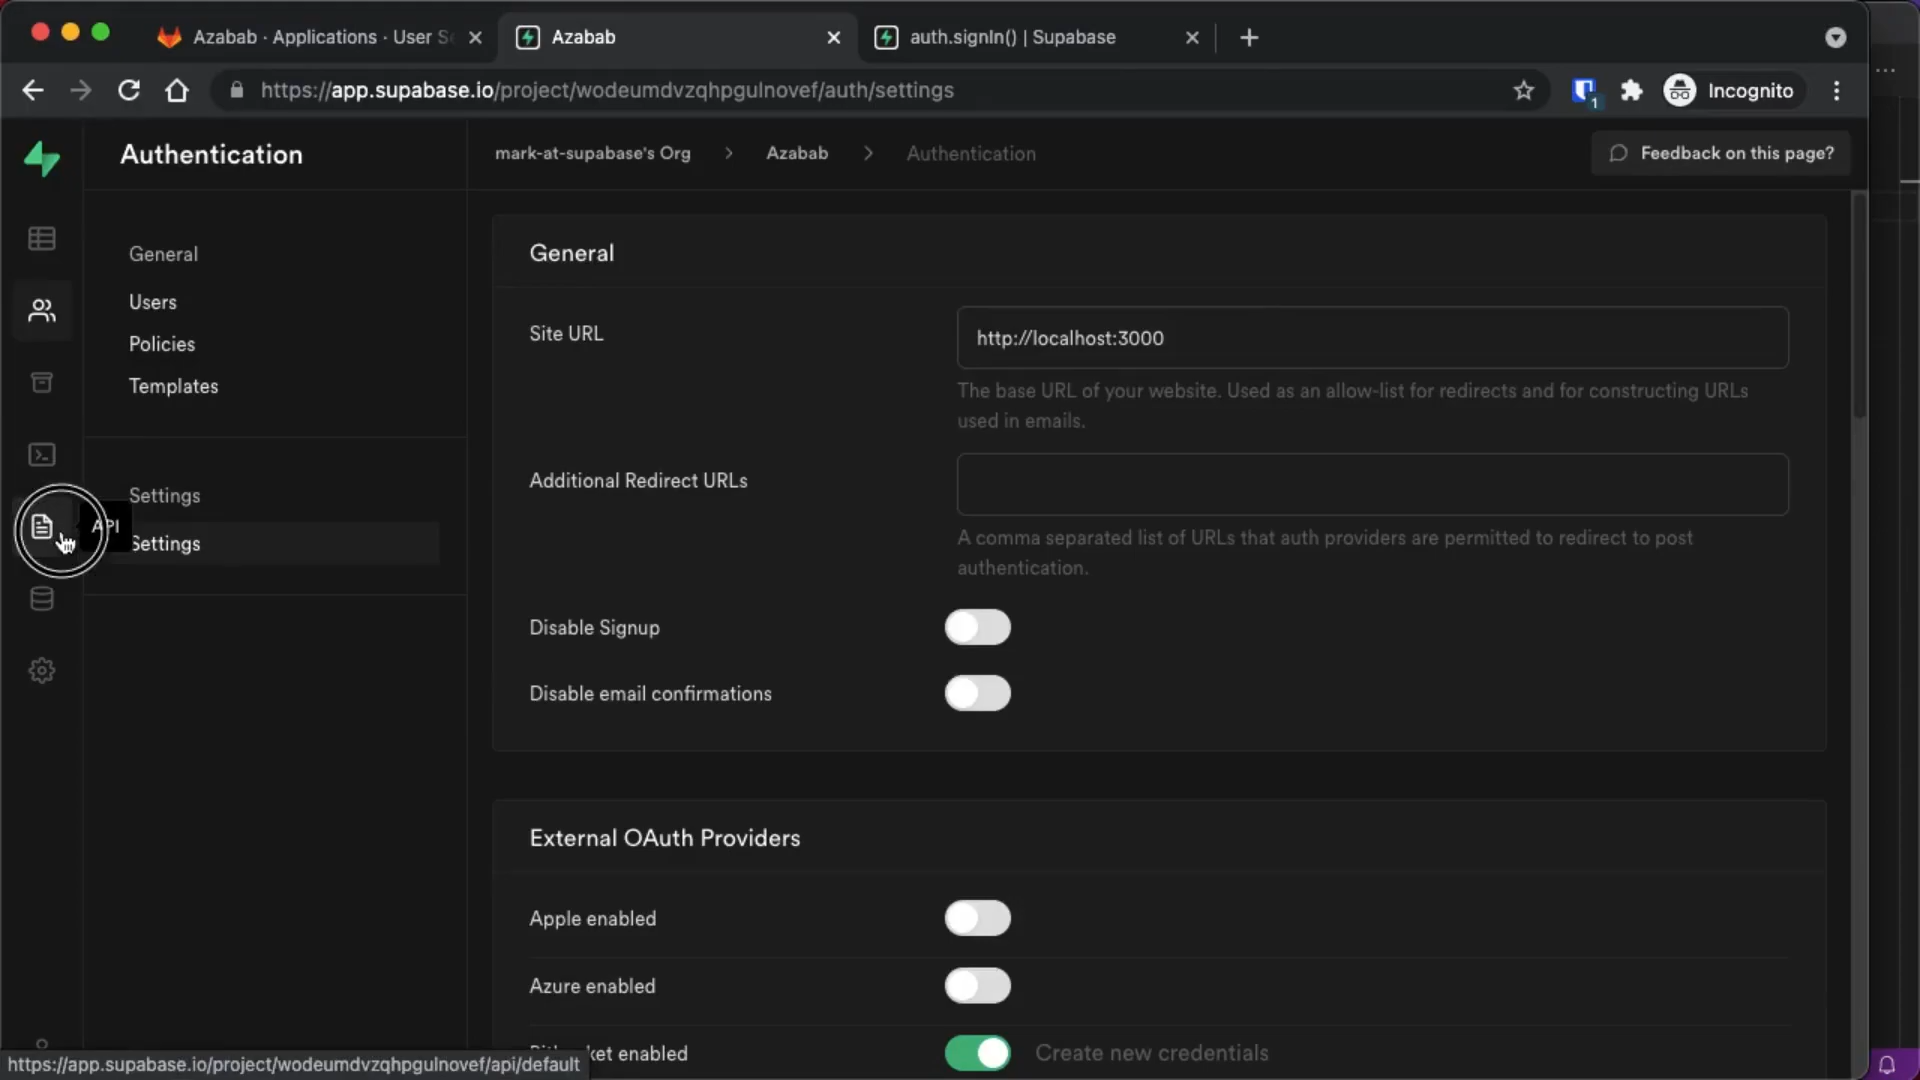 Azabab · Applications · User Se
Azabab
auth.signIn() | Supabase
https://app.supabase.io/project/wodeumdvzqhpgulnovef/auth/settings
1
Incognito
Authentication
mark-at-supabase's Org > Azabab > Authentication
Feedback on this page?
General
Users
Policies
Templates
Settings
API
Settings
General
Site URL
http://localhost:3000
The base URL of your website. Used as an allow-list for redirects and for constructing URLs
used in emails.
Additional Redirect URLs
A comma separated list of URLs that auth providers are permitted to redirect to post
authentication.
Disable Signup
Disable email confirmations
External OAuth Providers
Apple enabled
Azure enabled
enabled
Create new credentials
https://app.supabase.io/project/wodeumdvzqhpgulnovef/api/default